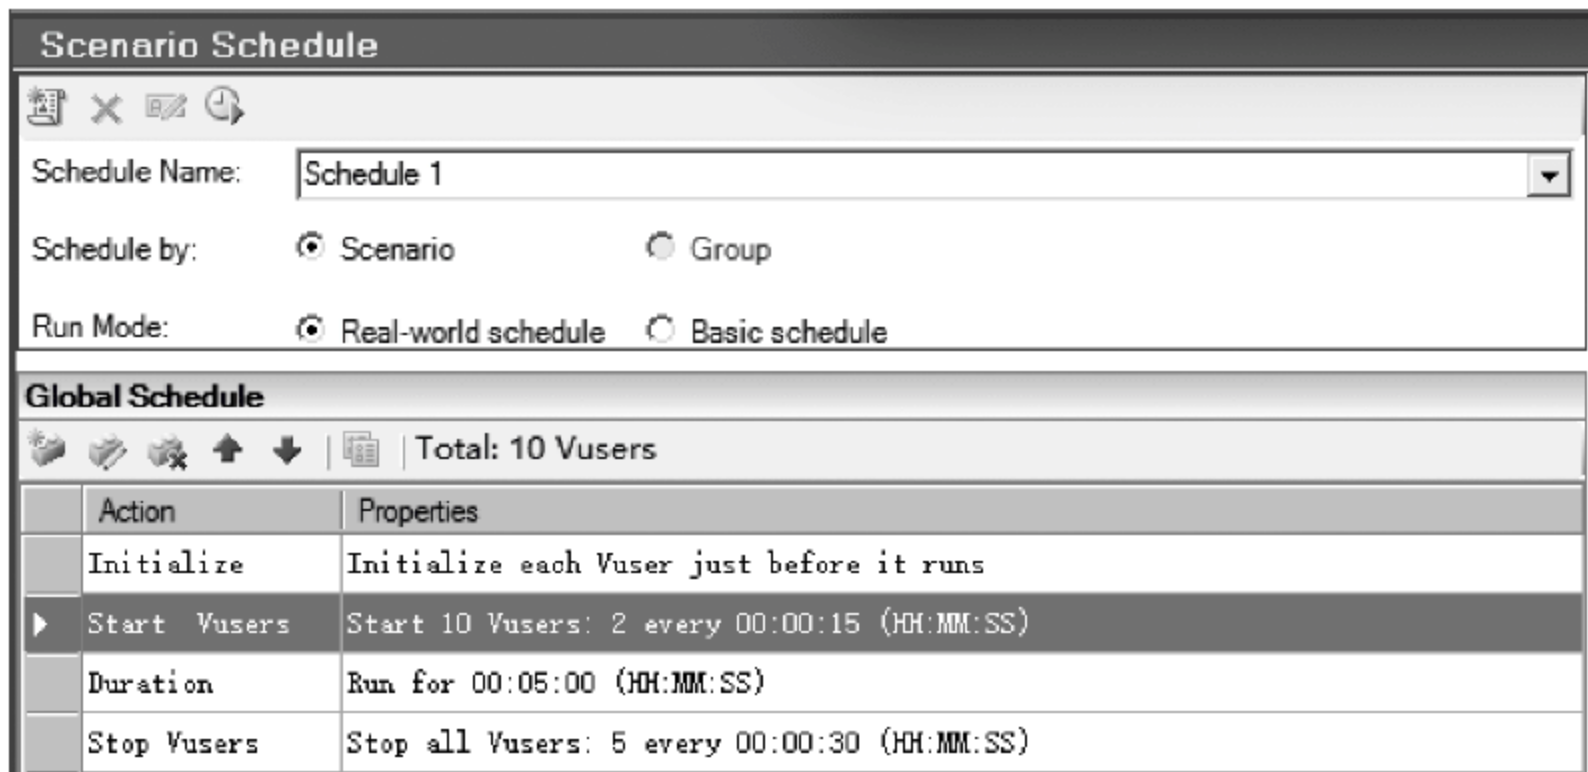 Scenario Schedule
Schedule Name: Schedule 1
Schedule by: Scenario Group
Run Mode: Real-world schedule Basic schedule
Global Schedule
Total: 10 Vusers
Action Properties
Initialize Initialize each Vuser just before it runs
Start Vusers Start 10 Vusers: 2 every 00:00:15 (HH:MM:SS)
Duration Run for 00:05:00 (HH:MM:SS)
Stop Vusers Stop all Vusers: 5 every 00:00:30 (HH:MM:SS)